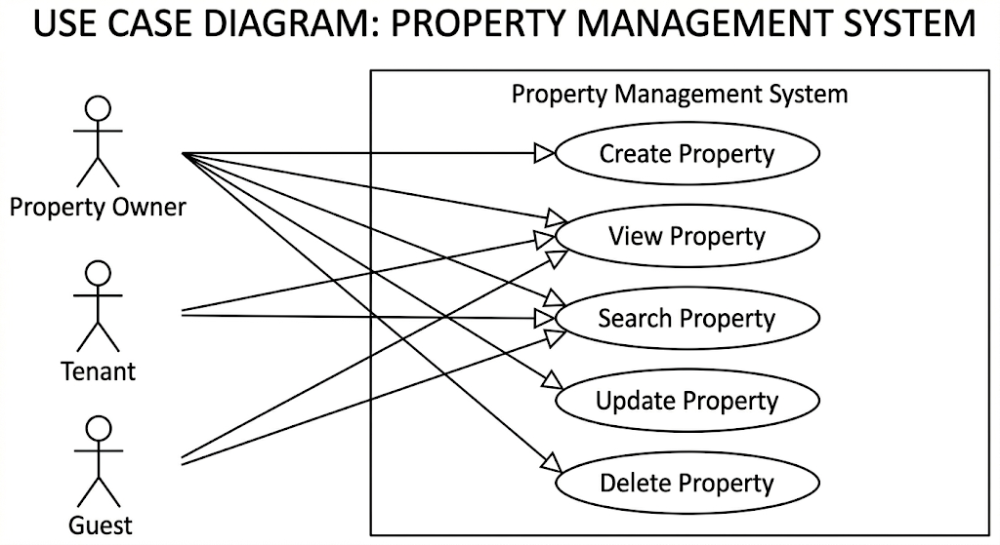 USE CASE DIAGRAM: PROPERTY MANAGEMENT SYSTEM
Property Management System
Create Property
Property Owner
View Property
Search Property
Tenant
Update Property
Delete Property
Guest